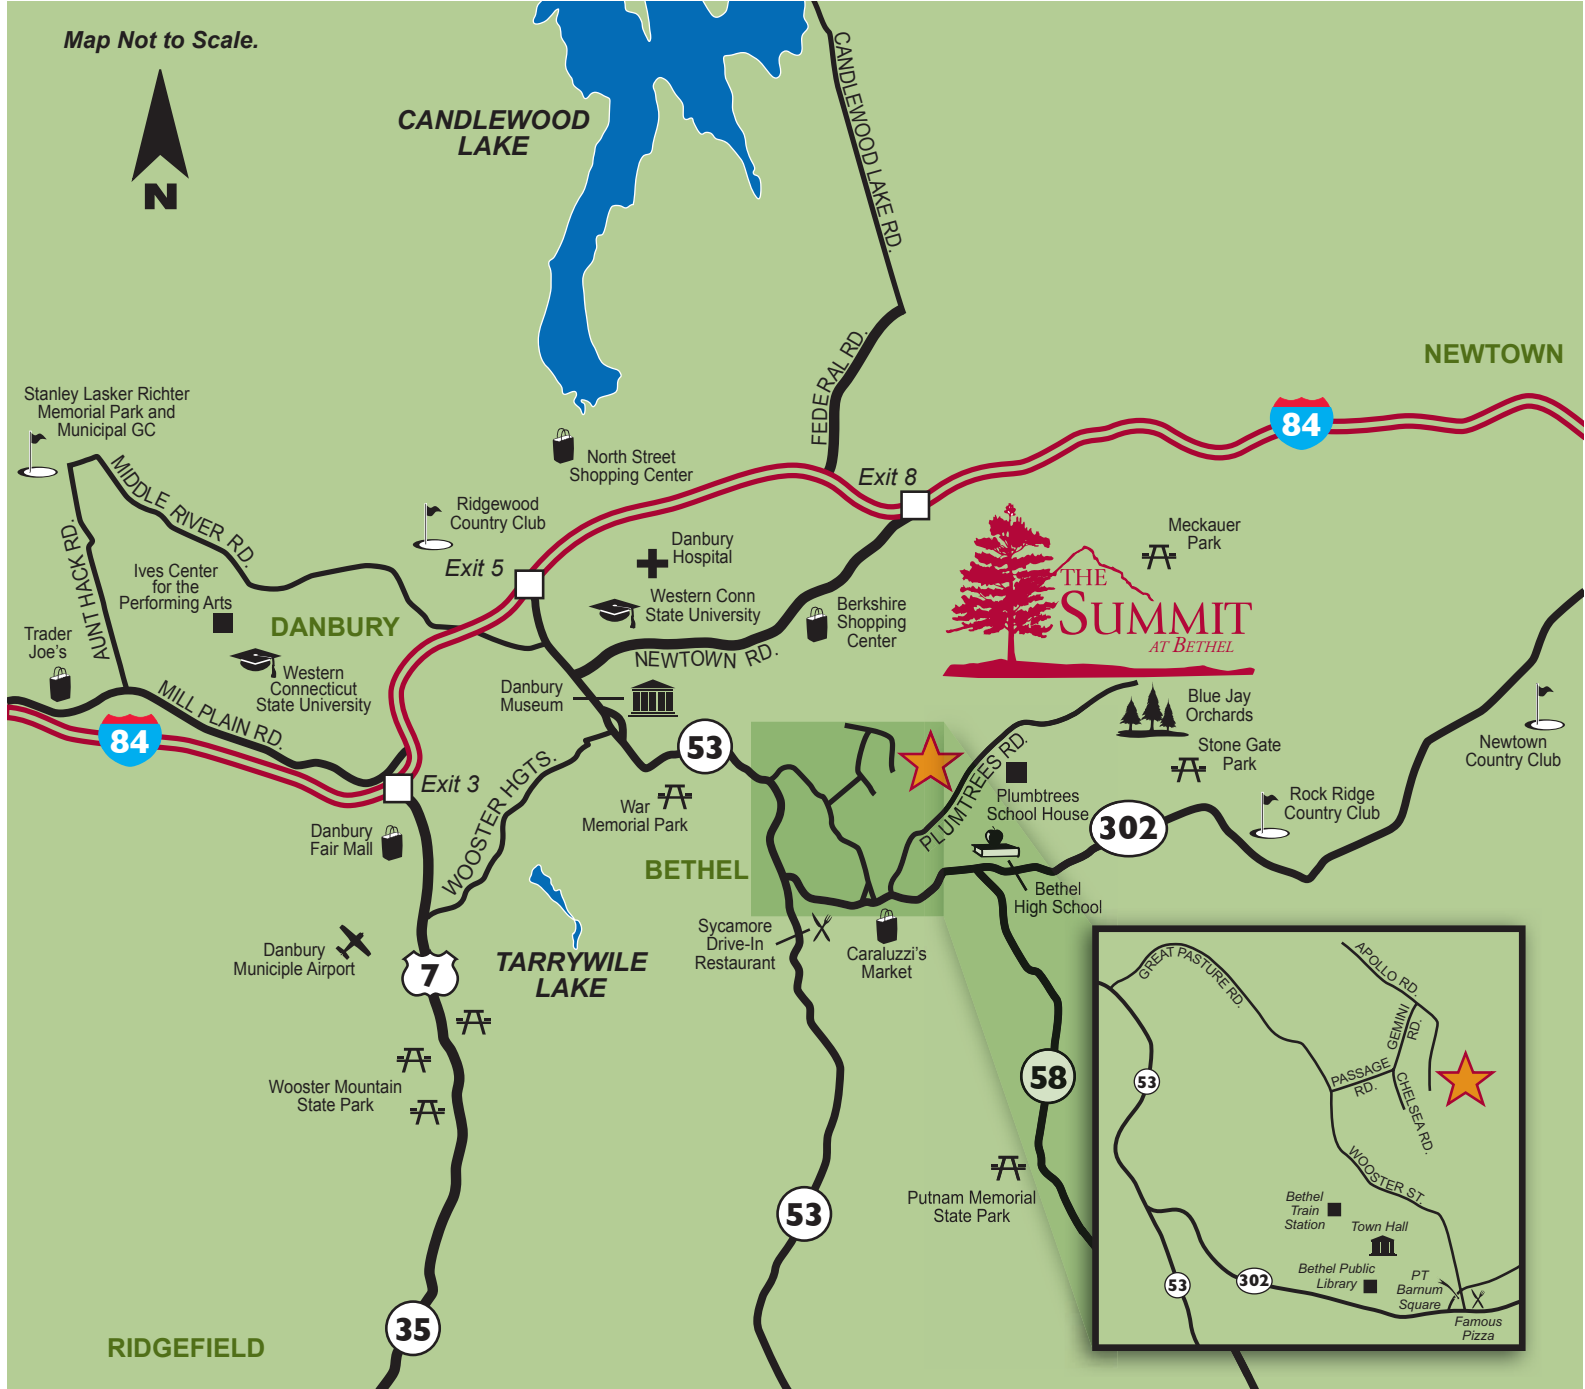 Map Not to Scale.
N
CANDLEWOOD
LAKE
CANDLEWOOD LAKE RD.
FEDERAL RD.
NEWTOWN
84
Stanley Lasker Richter
Memorial Park and
Municipal GC
MIDDLE RIVER RD.
AUNT HACK RD.
North Street
Shopping Center
Exit 8
Ridgewood
Country Club
Exit 5
Danbury
Hospital
Western Conn
State University
Meckauer
Park
THE
SUMMIT
AT BETHEL
Ives Center
for the
Performing Arts
DANBURY
Trader
Joe's
Western
Connecticut
State University
Berkshire
Shopping
Center
NEWTOWN RD.
Danbury
Museum
MILL PLAIN RD.
84
Exit 3
53
Blue Jay
Orchards
Stone Gate
Park
Newtown
Country Club
Rock Ridge
Country Club
PLUMTREES RD.
Plumbtrees
School House
302
WOOSTER HGTS.
War
Memorial Park
Danbury
Fair Mall
BETHEL
Bethel
High School
Sycamore
Drive-In
Restaurant
Caraluzzi's
Market
Danbury
Municiple Airport
7
TARRYWILE
LAKE
Wooster Mountain
State Park
58
Putnam Memorial
State Park
53
35
RIDGEFIELD
GREAT PASTURE RD.
APOLLO RD.
GEMINI
RD.
PASSAGE
RD.
CHELSEA RD.
53
WOOSTER ST.
Bethel
Train
Station
Town Hall
Bethel Public
Library
PT
Barnum
Square
302
53
Famous
Pizza